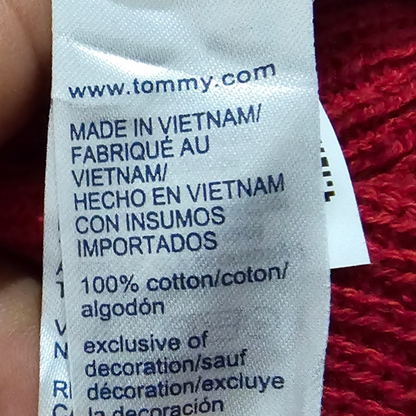 www.tommy.com
MADE IN VIETNAM/
FABRIQUÉ AU
VIETNAM/
HECHO EN VIETNAM
CON INSUMOS
IMPORTADOS
100% cotton/coton/
algodón
exclusive of
decoration/sauf
décoration/excluye
la decoración